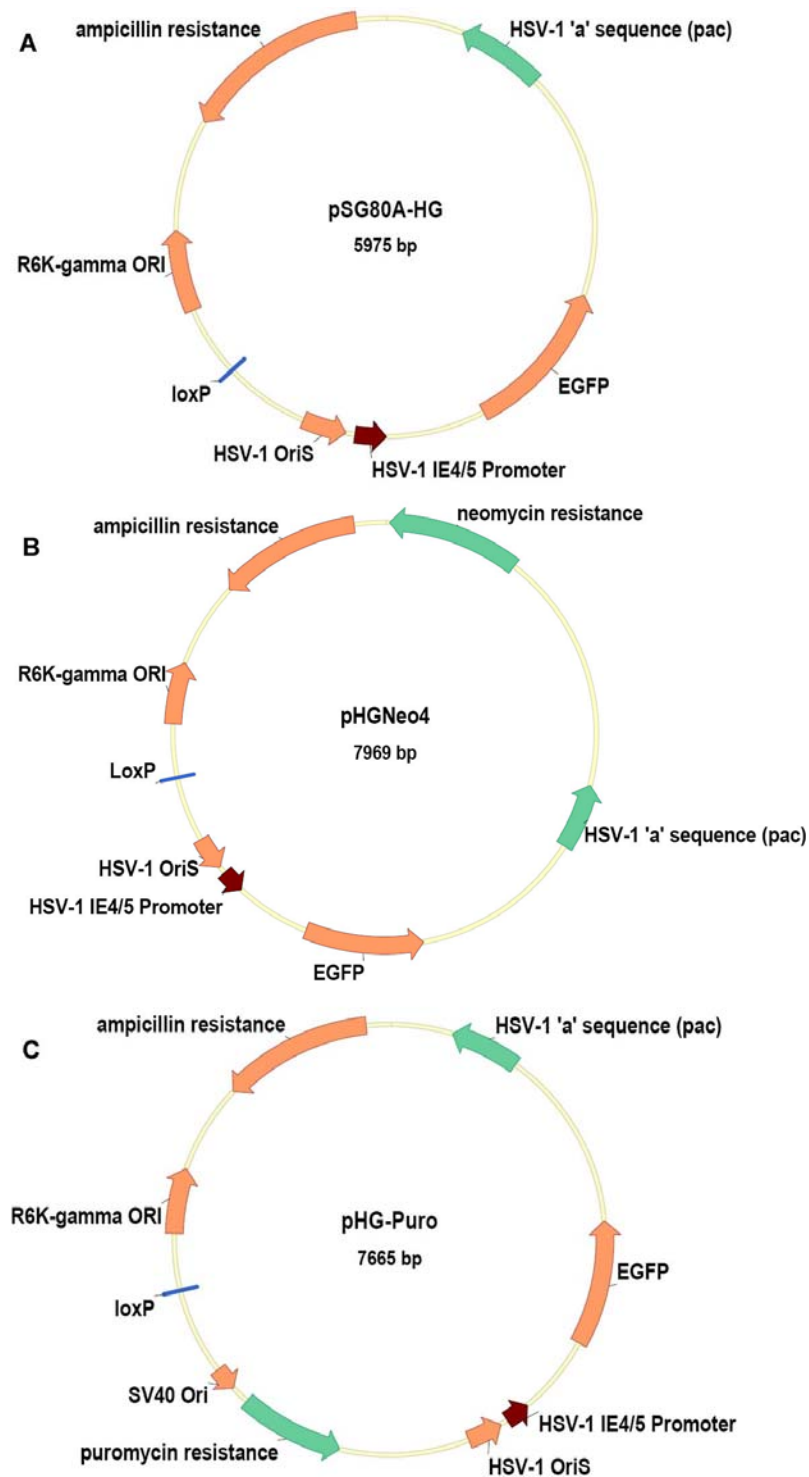 A
ampicillin resistance
HSV-1 'a' sequence (pac)
pSG80A-HG
5975 bp
R6K-gamma ORI
loxP
EGFP
HSV-1 OriS
HSV-1 IE4/5 Promoter
B
ampicillin resistance
neomycin resistance
R6K-gamma ORI
pHGNeo4
7969 bp
LoxP
HSV-1 'a' sequence (pac)
HSV-1 OriS
HSV-1 IE4/5 Promoter
EGFP
C
ampicillin resistance
HSV-1 'a' sequence (pac)
R6K-gamma ORI
pHG-Puro
7665 bp
EGFP
loxP
SV40 Ori
HSV-1 IE4/5 Promoter
puromycin resistance
HSV-1 OriS